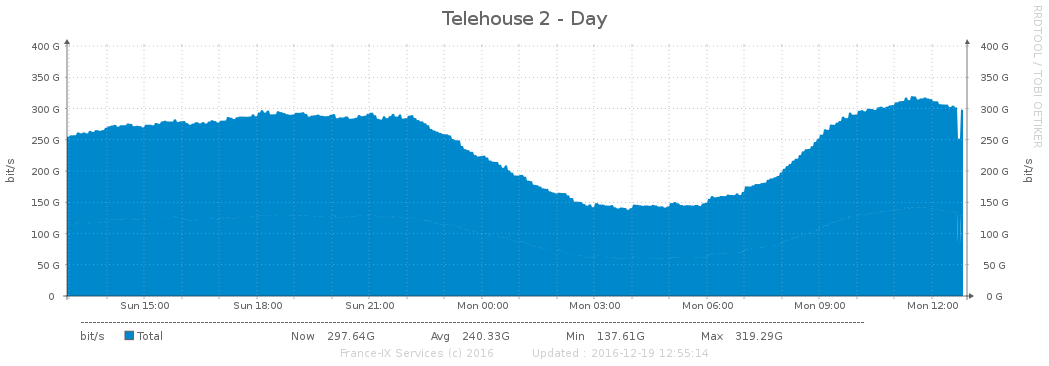 Telehouse 2 - Day
RRDTOOL / TOBI OETIKER
bit/s
400 G 400 G
350 G 350 G
300 G 300 G
250 G 250 G
200 G 200 G
150 G 150 G
100 G 100 G
50 G 50 G
0 0 G
bit/s
Sun 15:00 Sun 18:00 Sun 21:00 Mon 00:00 Mon 03:00 Mon 06:00 Mon 09:00 Mon 12:00
bit/s Total Now 297.64G Avg 240.33G Min 137.61G Max 319.29G
France-IX Services (c) 2016 Updated : 2016-12-19 12:55:14